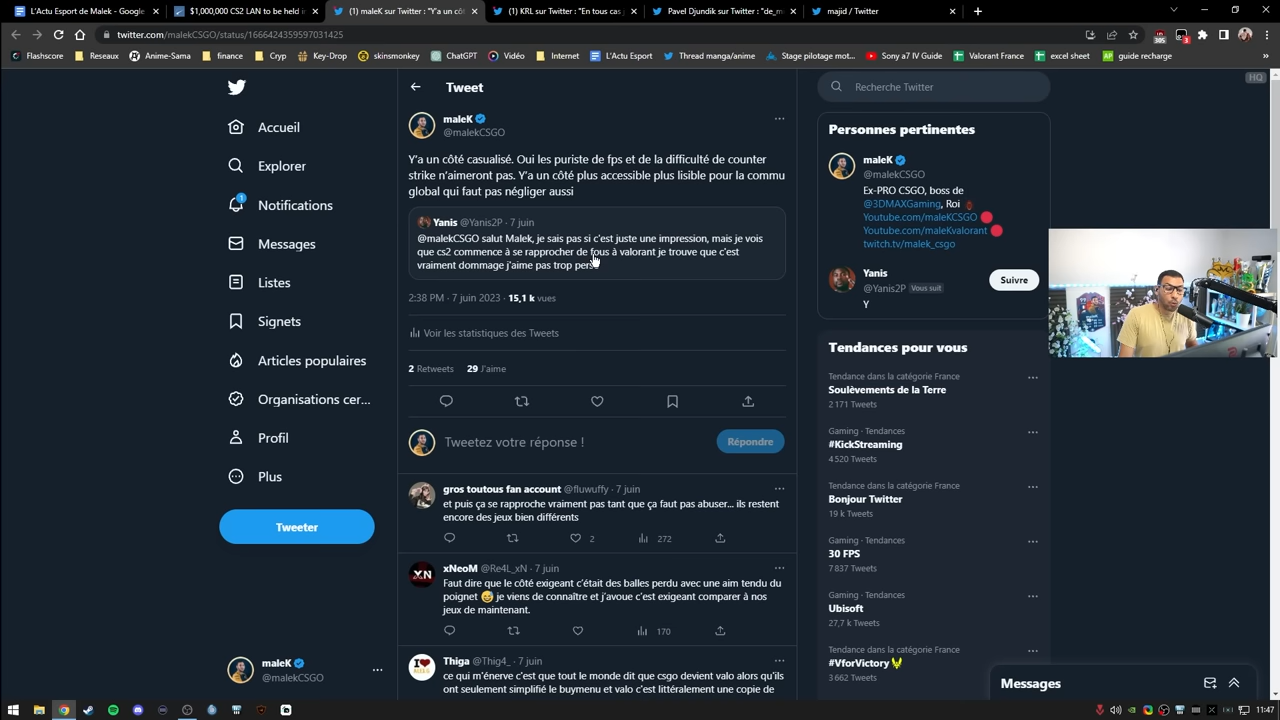 L'Actu Esport de Malek - Google D
$1,000,000 CS2 LAN to be held in
(1) maleK sur Twitter : "Y'a un côt
(1) KRL sur Twitter : "En tous cas j
Pavel Djundik sur Twitter : "de_m
majid / Twitter
twitter.com/malekCSGO/status/1666424359597031425
Flashscore
Reseaux
Anime-Sama
finance
Cryp
Key-Drop
skinsmonkey
ChatGPT
Vidéo
Internet
L'Actu Esport
Thread manga/anime
Stage pilotage mot...
Sony a7 IV Guide
Valorant France
excel sheet
guide recharge
HQ
Accueil
Explorer
Notifications
Messages
Listes
Signets
Articles populaires
Organisations cer...
Profil
Plus
Tweeter
maleK
@malekCSGO
Tweet
maleK
@malekCSGO
Y'a un côté casualisé. Oui les puriste de fps et de la difficulté de counter
strike n'aimeront pas. Y'a un côté plus accessible plus lisible pour la commu
global qui faut pas négliger aussi
Yanis @Yanis2P · 7 juin
@malekCSGO salut Malek, je sais pas si c'est juste une impression, mais je vois
que cs2 commence à se rapprocher de fous à valorant je trouve que c'est
vraiment dommage j'aime pas trop perso
2:38 PM · 7 juin 2023 · 15,1 k vues
Voir les statistiques des Tweets
2 Retweets 29 J'aime
Tweetez votre réponse !
Répondre
gros toutous fan account @fluwuffy · 7 juin
et puis ça se rapproche vraiment pas tant que ça faut pas abuser... ils restent
encore des jeux bien différents
2 272
xNeoM @Re4L_xN · 7 juin
Faut dire que le côté exigeant c'était des balles perdu avec une aim tendu du
poignet 😅 je viens de connaître et j'avoue c'est exigeant comparer à nos
jeux de maintenant.
170
Thiga @Thig4_ · 7 juin
ce qui m'énerve c'est que tout le monde dit que csgo devient valo alors qu'ils
ont seulement simplifié le buymenu et valo c'est littéralement une copie de
Recherche Twitter
Personnes pertinentes
maleK
@malekCSGO
Ex-PRO CSGO, boss de
@3DMAXGaming, Roi
Youtube.com/maleKCSGO
Youtube.com/maleKvalorant
twitch.tv/malek_csgo
Yanis
@Yanis2P Vous suit
Y
Suivre
Tendances pour vous
Tendance dans la catégorie France
Soulèvements de la Terre
2 171 Tweets
Gaming · Tendances
#KickStreaming
4 520 Tweets
Tendance dans la catégorie France
Bonjour Twitter
19 k Tweets
Gaming · Tendances
30 FPS
7 837 Tweets
Gaming · Tendances
Ubisoft
27,7 k Tweets
Tendance dans la catégorie France
#VforVictory
3 662 Tweets
Messages
11:47